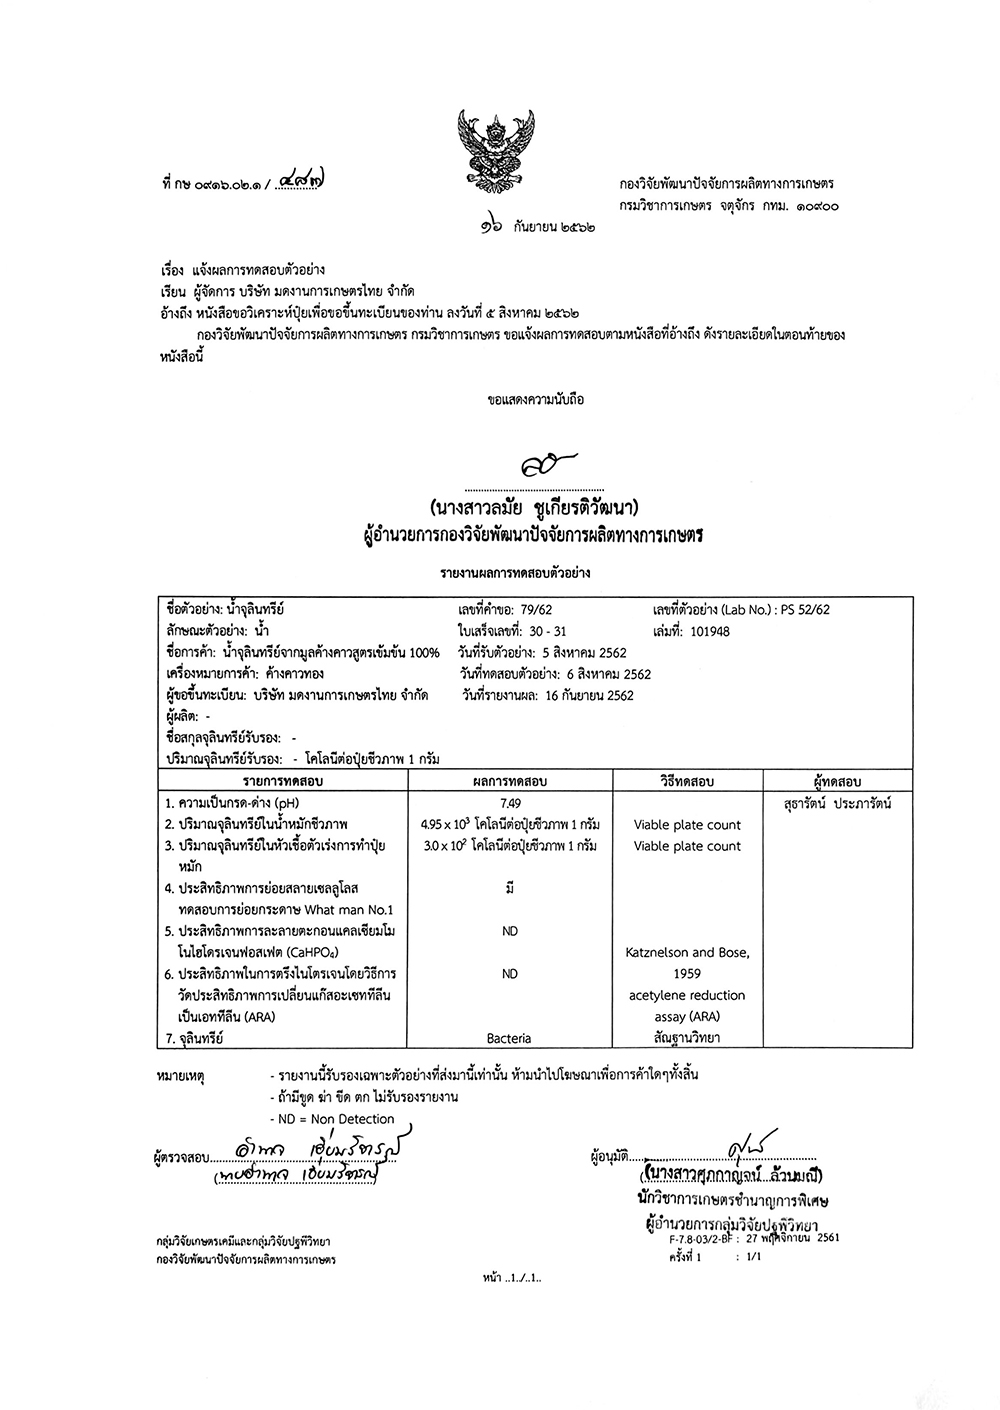 ที่ กษ ๐๙๑๖.๐๒.๑ / ๔๘๗
กองวิจัยพัฒนาปัจจัยการผลิตทางการเกษตร
กรมวิชาการเกษตร จตุจักร กทม. ๑๐๙๐๐
๑๖ กันยายน ๒๕๖๒
เรื่อง แจ้งผลการทดสอบตัวอย่าง
เรียน ผู้จัดการ บริษัท มดงานการเกษตรไทย จำกัด
อ้างถึง หนังสือขอวิเคราะห์ปุ๋ยเพื่อขอขึ้นทะเบียนของท่าน ลงวันที่ ๕ สิงหาคม ๒๕๖๒
กองวิจัยพัฒนาปัจจัยการผลิตทางการเกษตร กรมวิชาการเกษตร ขอแจ้งผลการทดสอบตามหนังสือที่อ้างถึง ดังรายละเอียดในตอนท้ายของ
หนังสือนี้
ขอแสดงความนับถือ
(นางสาวลมัย ชูเกียรติวัฒนา)
ผู้อำนวยการกองวิจัยพัฒนาปัจจัยการผลิตทางการเกษตร
รายงานผลการทดสอบตัวอย่าง
ชื่อตัวอย่าง: น้ำจุลินทรีย์ เลขที่คำขอ: 79/62 เลขที่ตัวอย่าง (Lab No.) : PS 52/62
ลักษณะตัวอย่าง: น้ำ ใบเสร็จเลขที่: 30 - 31 เล่มที่: 101948
ชื่อการค้า: น้ำจุลินทรีย์จากมูลค้างคาวสูตรเข้มข้น 100% วันที่รับตัวอย่าง: 5 สิงหาคม 2562
เครื่องหมายการค้า: ค้างคาวทอง วันที่ทดสอบตัวอย่าง: 6 สิงหาคม 2562
ผู้ขอขึ้นทะเบียน: บริษัท มดงานการเกษตรไทย จำกัด วันที่รายงานผล: 16 กันยายน 2562
ผู้ผลิต: -
ชื่อสกุลจุลินทรีย์รับรอง: -
ปริมาณจุลินทรีย์รับรอง: - โคโลนีต่อปุ๋ยชีวภาพ 1 กรัม
รายการทดสอบ ผลการทดสอบ วิธีทดสอบ ผู้ทดสอบ
1. ความเป็นกรด-ด่าง (pH) 7.49 สุธารัตน์ ประภารัตน์
2. ปริมาณจุลินทรีย์ในน้ำหมักชีวภาพ 4.95 x 10³ โคโลนีต่อปุ๋ยชีวภาพ 1 กรัม Viable plate count
3. ปริมาณจุลินทรีย์ในหัวเชื้อตัวเร่งการทำปุ๋ย 3.0 x 10² โคโลนีต่อปุ๋ยชีวภาพ 1 กรัม Viable plate count
หมัก
4. ประสิทธิภาพการย่อยสลายเซลลูโลส มี
ทดสอบการย่อยกระดาษ What man No.1
5. ประสิทธิภาพการละลายตะกอนแคลเซียมโม ND
โนไฮโดรเจนฟอสเฟต (CaHPO₄) Katznelson and Bose,
6. ประสิทธิภาพในการตรึงไนโตรเจนโดยวิธีการ ND 1959
วัดประสิทธิภาพการเปลี่ยนแก๊สอะเซททีลีน acetylene reduction
เป็นเอททีลีน (ARA) assay (ARA)
7. จุลินทรีย์ Bacteria สัณฐานวิทยา
หมายเหตุ - รายงานนี้รับรองเฉพาะตัวอย่างที่ส่งมานี้เท่านั้น ห้ามนำไปโฆษณาเพื่อการค้าใดๆทั้งสิ้น
- ถ้ามีขูด ฆ่า ขีด ตก ไม่รับรองรายงาน
- ND = Non Detection
ผู้ตรวจสอบ
ผู้อนุมัติ
(นางสาวศุภกาญจน์ ล้วนมณี)
นักวิชาการเกษตรชำนาญการพิเศษ
ผู้อำนวยการกลุ่มวิจัยปฐพีวิทยา
กลุ่มวิจัยเกษตรเคมีและกลุ่มวิจัยปฐพีวิทยา F-7.8-03/2-BF : 27 พฤศจิกายน 2561
กองวิจัยพัฒนาปัจจัยการผลิตทางการเกษตร ครั้งที่ 1 : 1/1
หน้า ..1../..1..